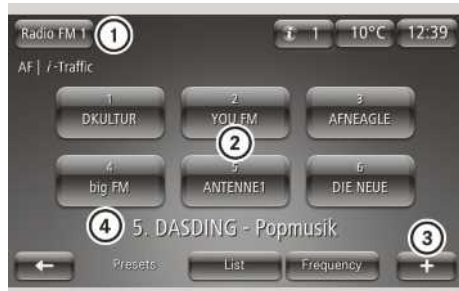 Radio FM 1 1 i 1 10°C 12:39
AF| i-Traffic
1 2 3
DKULTUR YOU FM AFNEAGLE
2
4 5 6
big FM ANTENNE1 DIE NEUE
4 5. DASDING - Popmusik 3
Presets List Frequency +